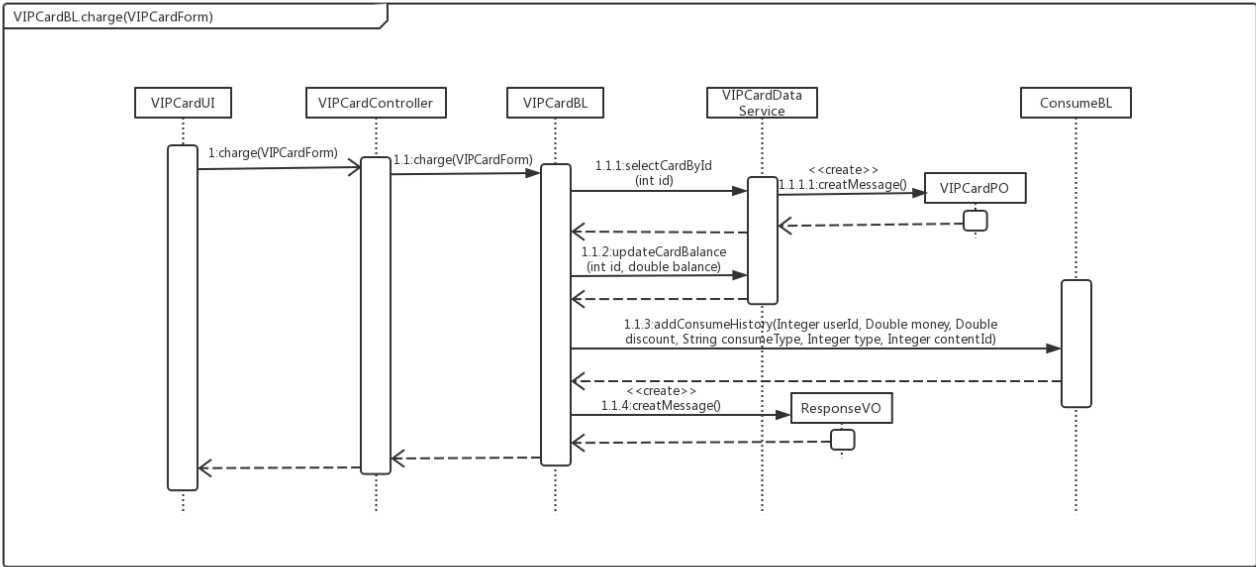 VIPCardBL.charge(VIPCardForm)
VIPCardUI
VIPCardController
VIPCardBL
VIPCardData
Service
ConsumeBL
1:charge(VIPCardForm)
1.1:charge(VIPCardForm)
1.1.1:selectCardById
(int id)
<<create>>
1.1.1.1:creatMessage()
VIPCardPO
1.1.2:updateCardBalance
(int id, double balance)
1.1.3:addConsumeHistory(Integer userId, Double money, Double
discount, String consumeType, Integer type, Integer contentId)
<<create>>
1.1.4:creatMessage()
ResponseVO